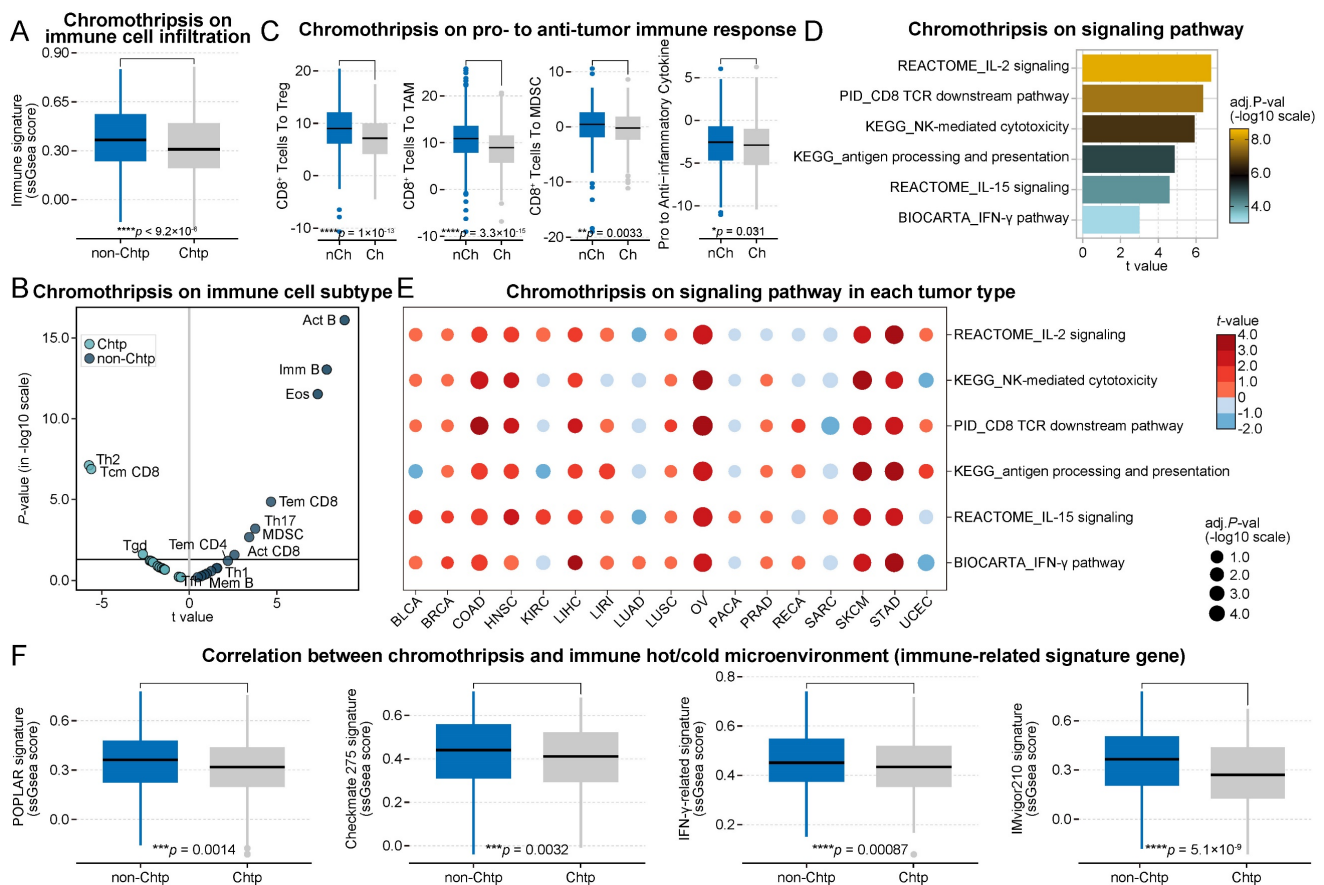 A
Chromothripsis on
immune cell infiltration
Immune signature
(ssGsea score)
0.90
0.65
0.30
0.00
****p < 9.2×10-6
non-Chtp
Chtp
C
Chromothripsis on pro- to anti-tumor immune response
CD8+ Tcells To Treg
20
10
0
-10
****p = 1×10-13
nCh
Ch
CD8+ Tcells To TAM
20
10
0
-10
****p = 3.3×10-15
nCh
Ch
CD8+ Tcells To MDSC
10
0
-10
-20
**p = 0.0033
nCh
Ch
Pro to Anti−inflammatory Cytokine
5
0
-5
-10
*p = 0.031
nCh
Ch
D
Chromothripsis on signaling pathway
REACTOME_IL-2 signaling
PID_CD8 TCR downstream pathway
KEGG_NK-mediated cytotoxicity
KEGG_antigen processing and presentation
REACTOME_IL-15 signaling
BIOCARTA_IFN-γ pathway
0 2 4 6
t value
adj.P-val
(-log10 scale)
8.0
6.0
4.0
B
Chromothripsis on immune cell subtype
P-value (in -log10 scale)
15.0
10.0
5.0
0.0
Chtp
non-Chtp
Act B
Imm B
Eos
Th2
Tcm CD8
Tem CD8
Th17
MDSC
Tem CD4
Act CD8
Tgd
Th1
Tfh
Mem B
-5 0 5
t value
E
Chromothripsis on signaling pathway in each tumor type
REACTOME_IL-2 signaling
KEGG_NK-mediated cytotoxicity
PID_CD8 TCR downstream pathway
KEGG_antigen processing and presentation
REACTOME_IL-15 signaling
BIOCARTA_IFN-γ pathway
BLCA
BRCA
COAD
HNSC
KIRC
LIHC
LIRI
LUAD
LUSC
OV
PACA
PRAD
RECA
SARC
SKCM
STAD
UCEC
t-value
4.0
3.0
2.0
1.0
0
-1.0
-2.0
adj.P-val
(-log10 scale)
1.0
2.0
3.0
4.0
F
Correlation between chromothripsis and immune hot/cold microenvironment (immune-related signature gene)
POPLAR signature
(ssGsea score)
0.6
0.3
0.0
***p = 0.0014
non-Chtp
Chtp
Checkmate 275 signature
(ssGsea score)
0.6
0.4
0.2
0.0
***p = 0.0032
non-Chtp
Chtp
IFN-γ-related signature
(ssGsea score)
0.8
0.6
0.4
0.2
****p = 0.00087
non-Chtp
Chtp
IMvigor210 signature
(ssGsea score)
0.6
0.3
0.0
****p = 5.1×10-9
non-Chtp
Chtp